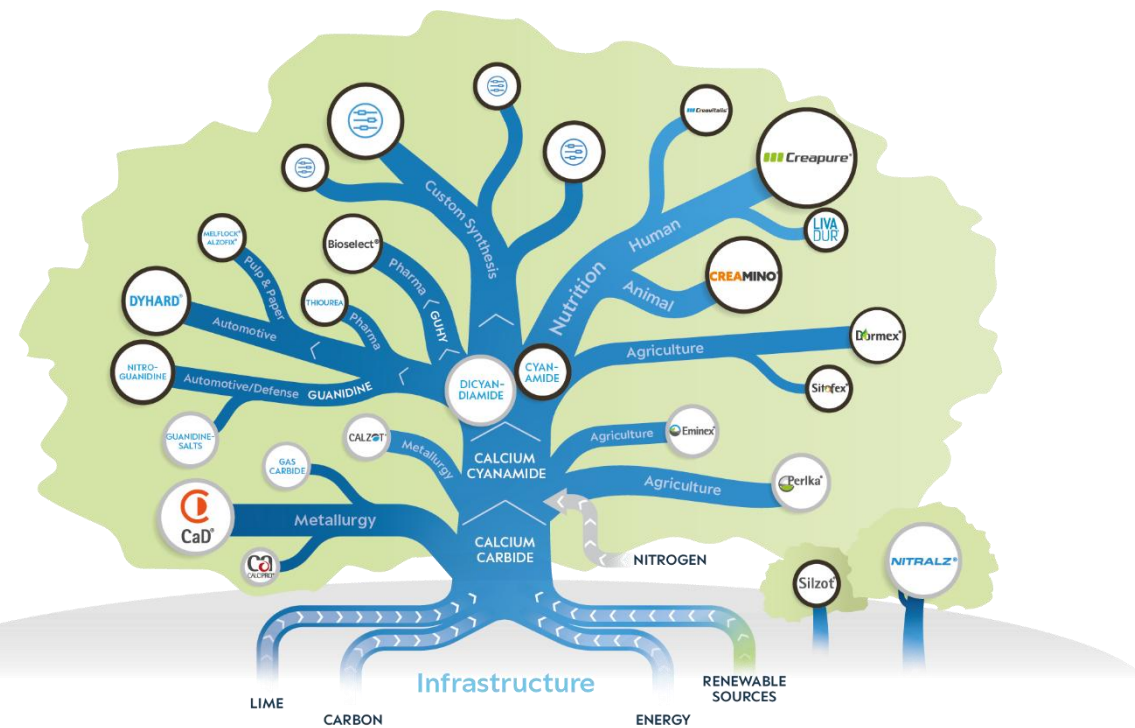 Creavitalis®
Creapure®
Custom Synthesis
Human
LIVA
DUR®
MELFLOCK®
ALZOFIX®
Bioselect®
Pulp & Paper
Pharma
GUHY
Nutrition
Animal
CREAMINO®
DYHARD®
THIOUREA
Pharma
Automotive
Agriculture
Dormex®
NITRO-
GUANIDINE
Automotive/Defense
GUANIDINE
DICYAN-
DIAMIDE
CYAN-
AMIDE
Sitofex®
GUANIDINE-
SALTS
CALZOT®
Metallurgy
Agriculture
Eminex®
GAS
CARBIDE
CALCIUM
CYANAMIDE
Agriculture
Perlka®
CaD®
Metallurgy
CALCIUM
CARBIDE
NITROGEN
ca
CALCIPRO®
Silzot®
NITRALZ®
Infrastructure
LIME
CARBON
ENERGY
RENEWABLE
SOURCES